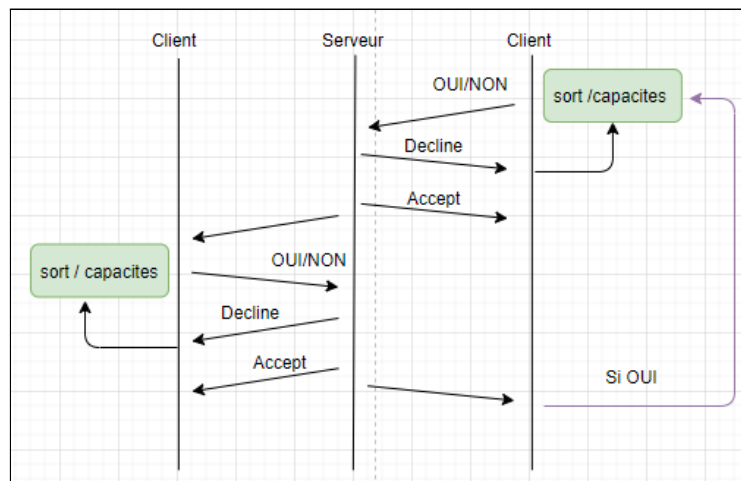 Client
Serveur
Client
OUI/NON
sort /capacites
Decline
Accept
OUI/NON
sort / capacites
Decline
Accept
Si OUI